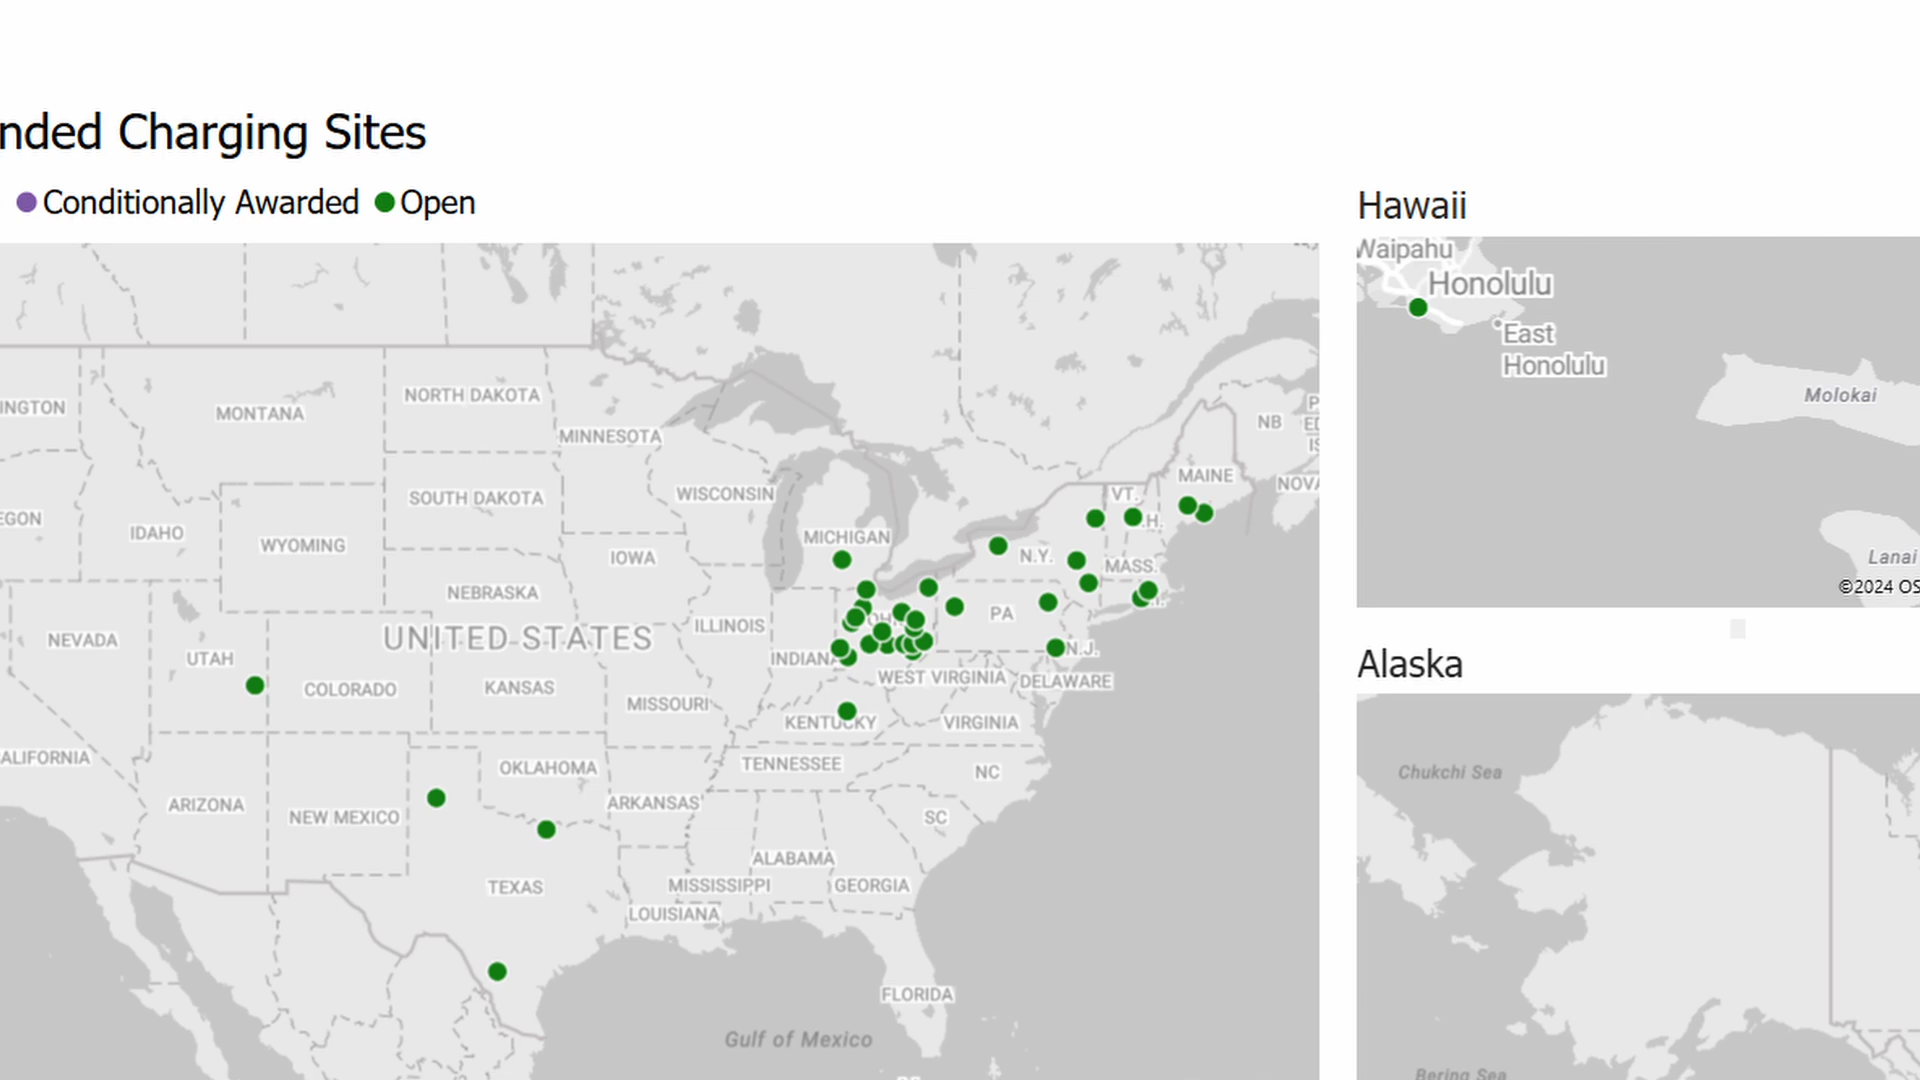 nded Charging Sites
Conditionally Awarded Open
Hawaii
Waipahu
Honolulu
East
Honolulu
Molokai
Lanai
©2024 OS
Alaska
Chukchi Sea
Bering Sea
INGTON
MONTANA
NORTH DAKOTA
MINNESOTA
NB
MAINE
NOVA
EGON
IDAHO
WYOMING
SOUTH DAKOTA
WISCONSIN
MICHIGAN
VT.
.H.
IOWA
N.Y.
MASS.
NEBRASKA
NEVADA
UTAH
UNITED STATES
ILLINOIS
PA
INDIANA
N.J.
COLORADO
KANSAS
MISSOURI
WEST VIRGINIA
DELAWARE
KENTUCKY
VIRGINIA
ALIFORNIA
OKLAHOMA
TENNESSEE
NC
ARIZONA
NEW MEXICO
ARKANSAS
SC
TEXAS
ALABAMA
MISSISSIPPI
GEORGIA
LOUISIANA
FLORIDA
Gulf of Mexico